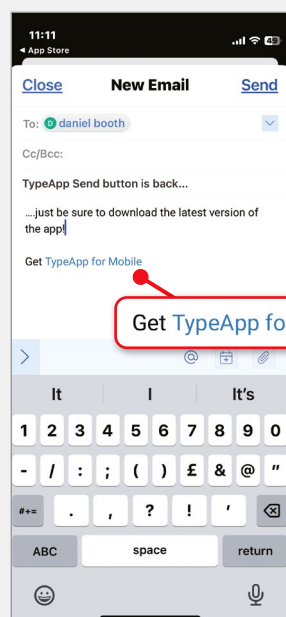 11:11
49
◀ App Store
Close New Email Send
To: D daniel booth
Cc/Bcc:
TypeApp Send button is back...
....just be sure to download the latest version of
the app!
Get TypeApp for Mobile
Get TypeApp fo
@
It I It's
1 2 3 4 5 6 7 8 9 0
- / : ; ( ) £ & @ "
#+= . , ? ! '
ABC space return